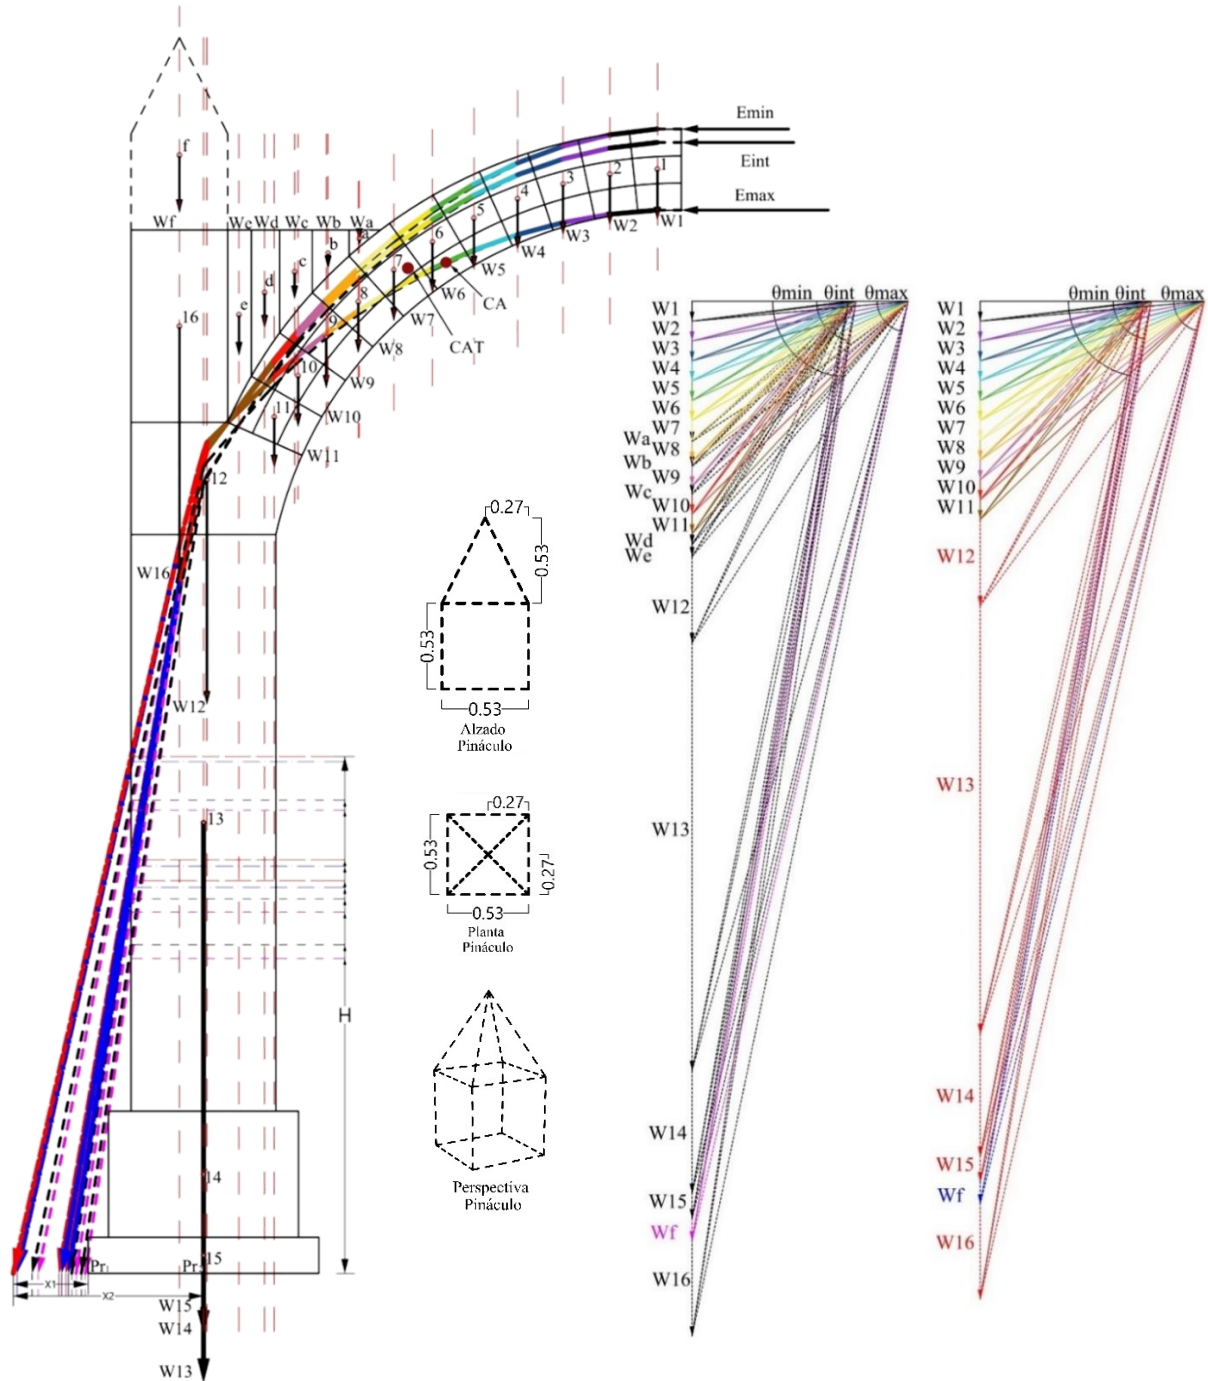 Emin
Eint
Emax
f
Wf
We
Wd
Wc
Wb
Wa
a
b
c
d
e
1
2
3
4
5
6
7
8
9
10
11
12
13
14
15
16
W1
W2
W3
W4
W5
W6
W7
W8
W9
W10
W11
CA
CAT
W16
W12
H
Pr₁
X1
X2
W15
W14
W13
0.27
0.53
0.53
0.53
Alzado
Pináculo
0.27
0.53
0.27
0.53
Planta
Pináculo
Perspectiva
Pináculo
θmin
θint
θmax
W1
W2
W3
W4
W5
W6
W7
Wa
W8
Wb
W9
Wc
W10
W11
Wd
We
W12
W13
W14
W15
Wf
W16
θmin
θint
θmax
W1
W2
W3
W4
W5
W6
W7
W8
W9
W10
W11
W12
W13
W14
W15
Wf
W16